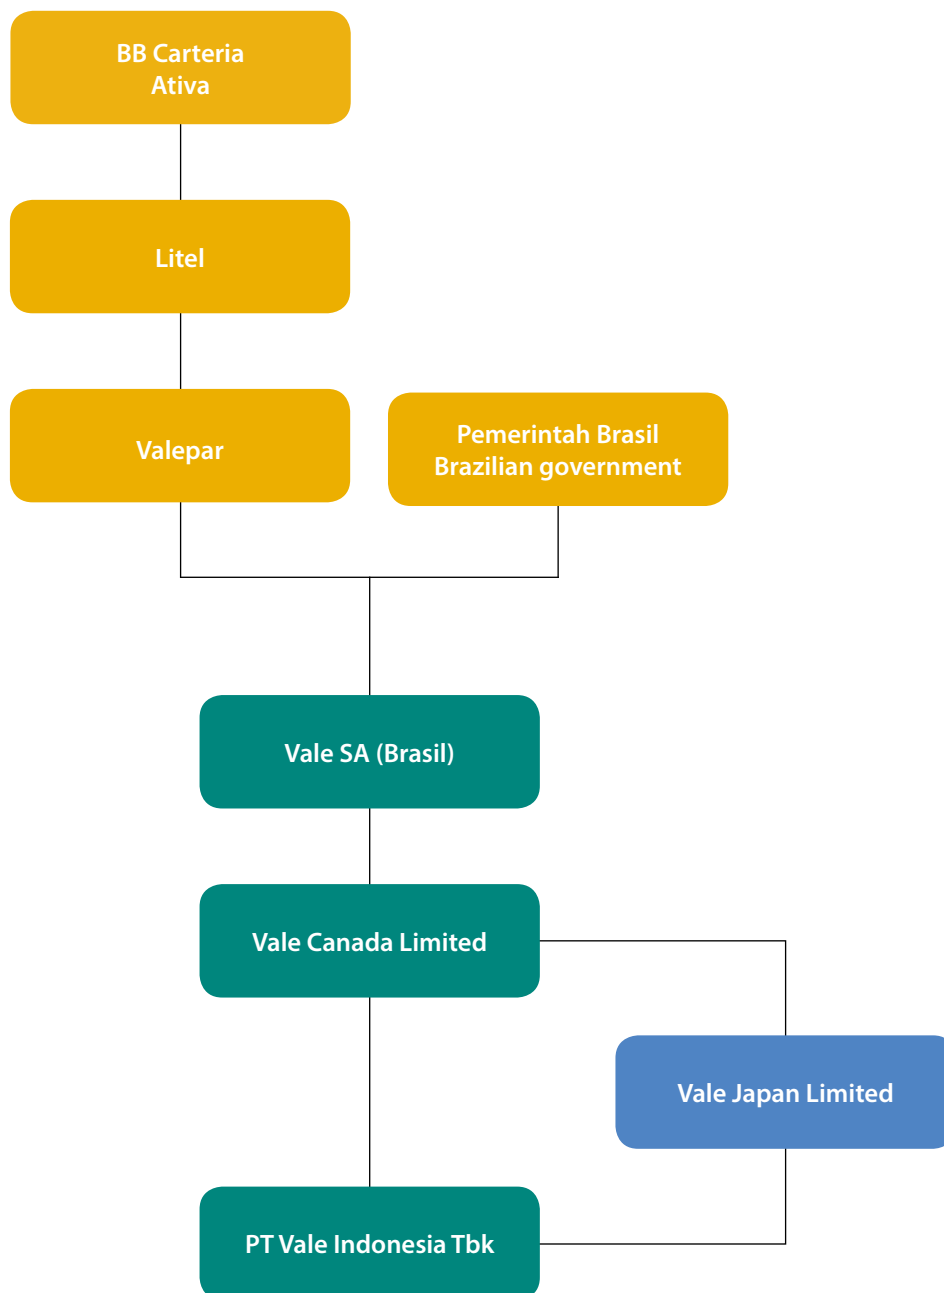 BB Carteria
Ativa
Litel
Valepar
Pemerintah Brasil
Brazilian government
Vale SA (Brasil)
Vale Canada Limited
Vale Japan Limited
PT Vale Indonesia Tbk